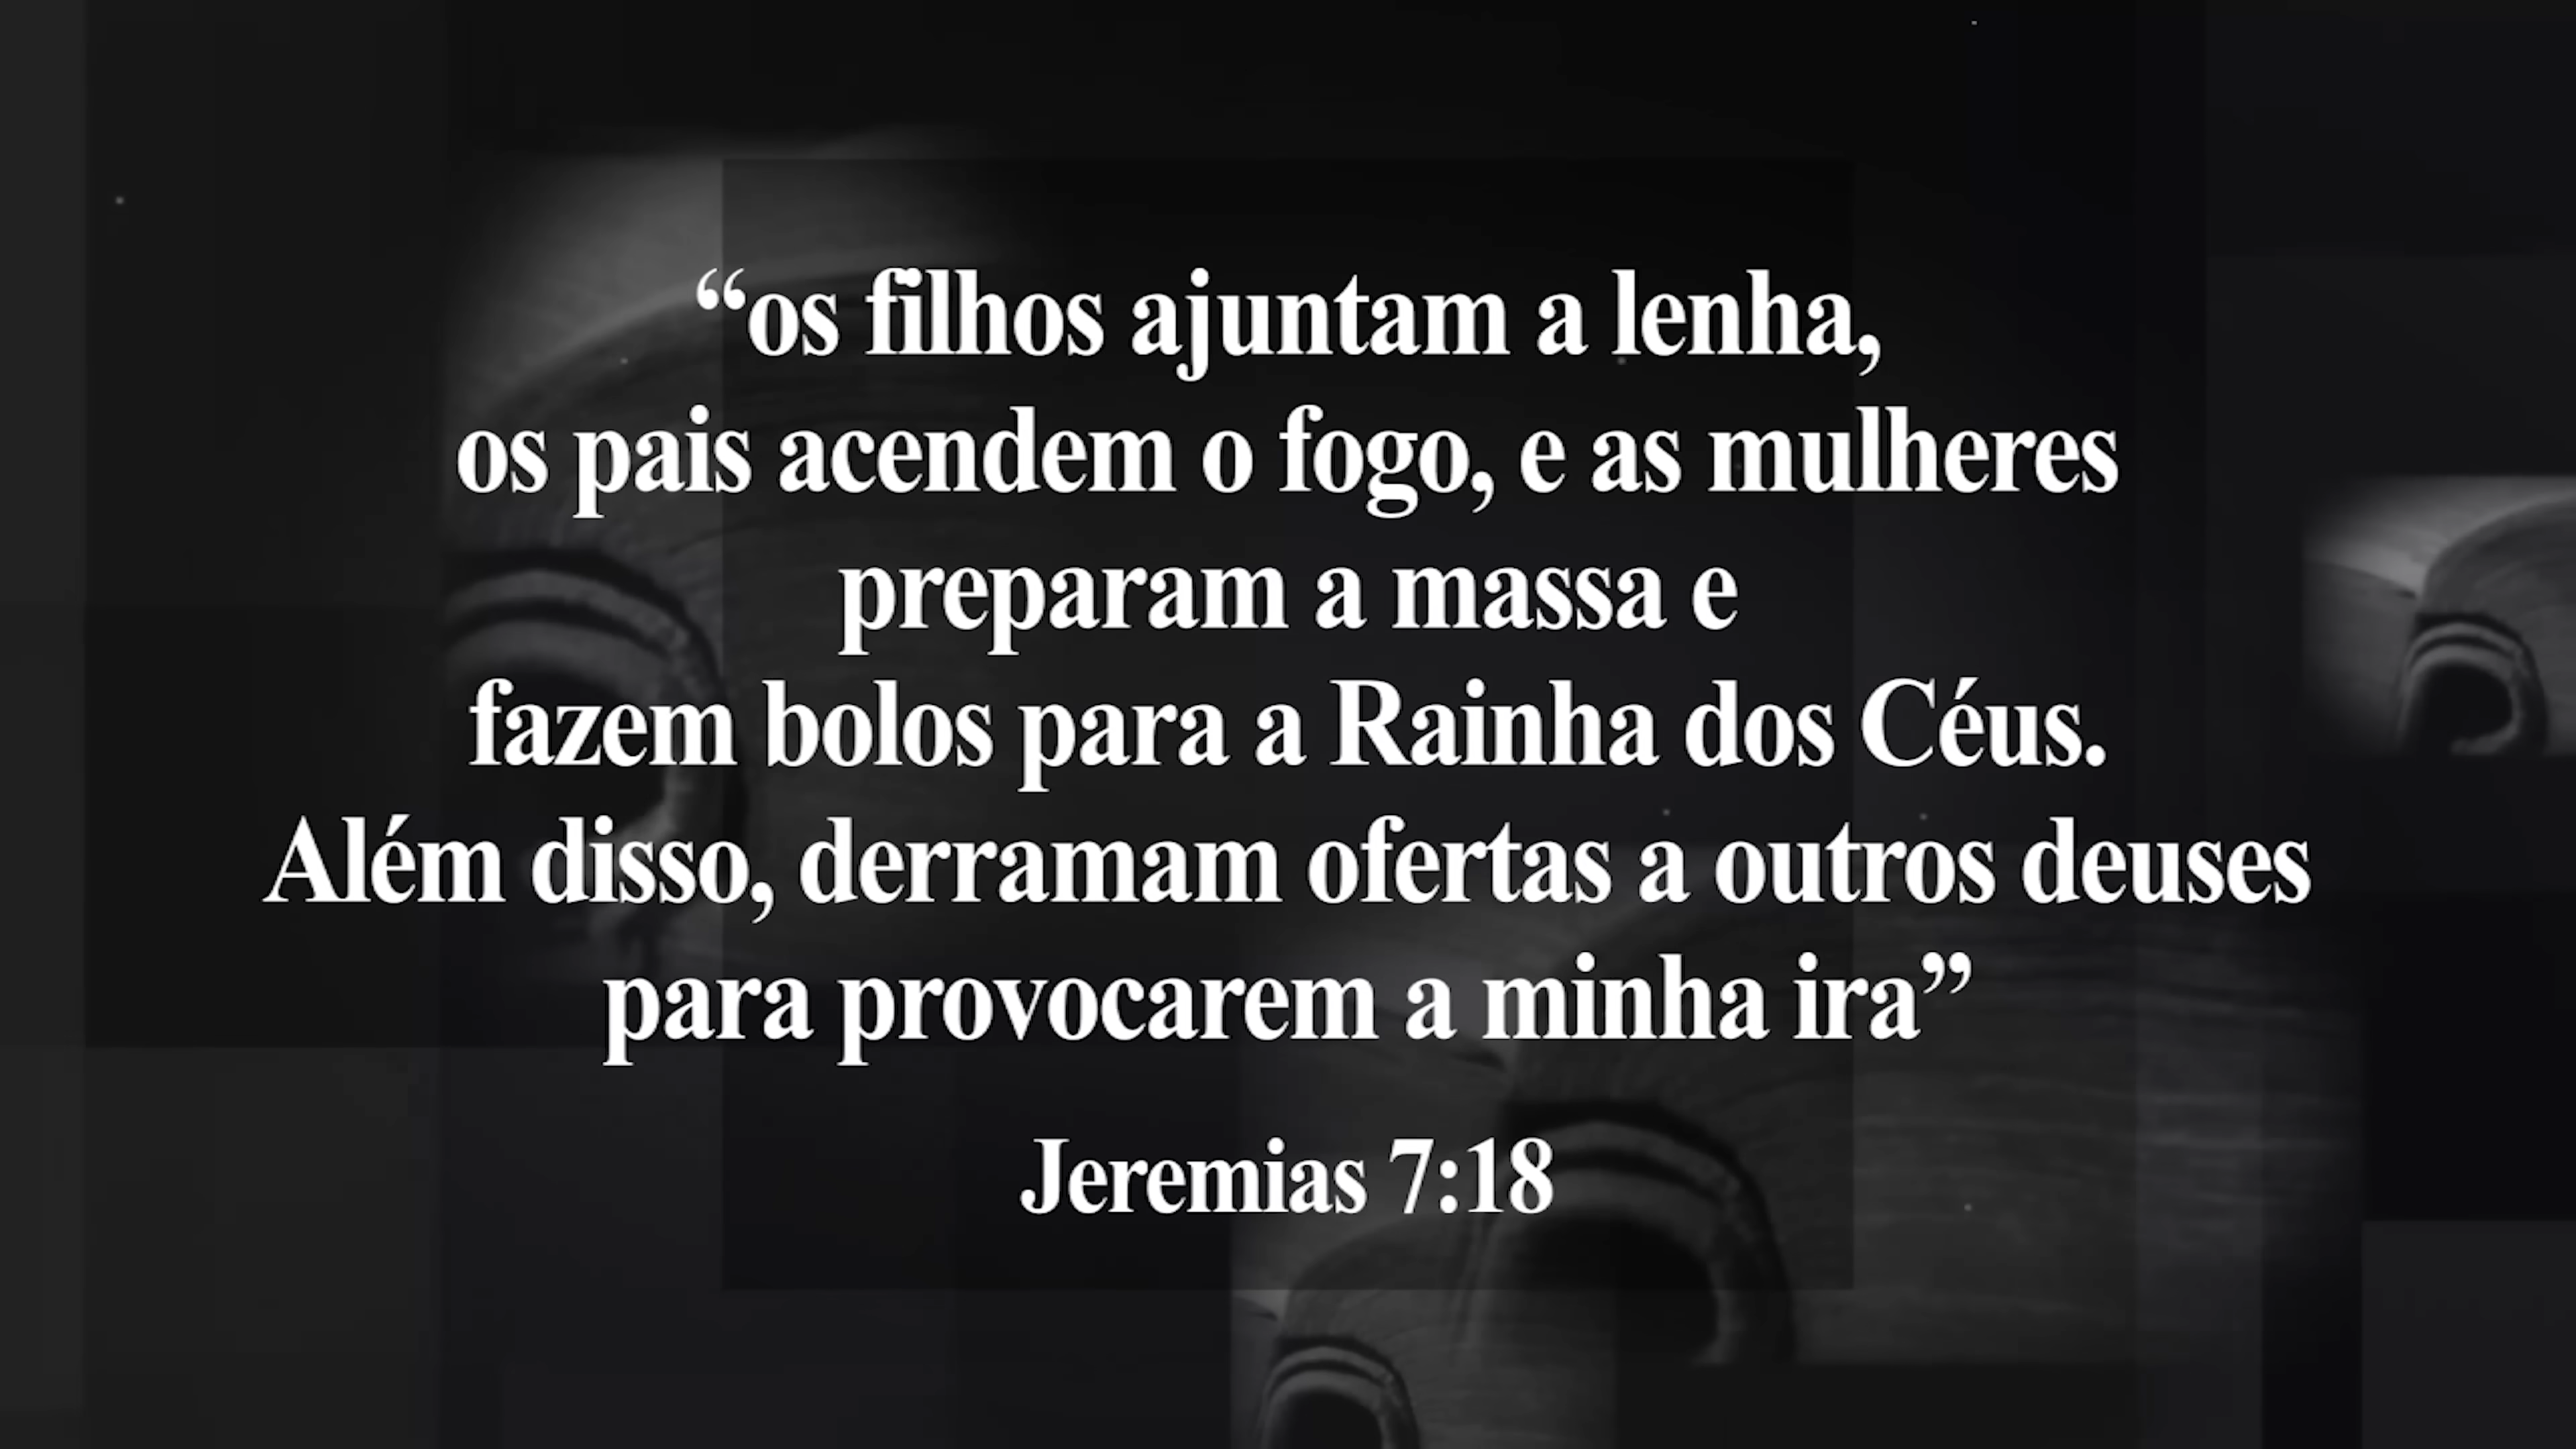 “os filhos ajuntam a lenha,
os pais acendem o fogo, e as mulheres
preparam a massa e
fazem bolos para a Rainha dos Céus.
Além disso, derramam ofertas a outros deuses
para provocarem a minha ira”
Jeremias 7:18